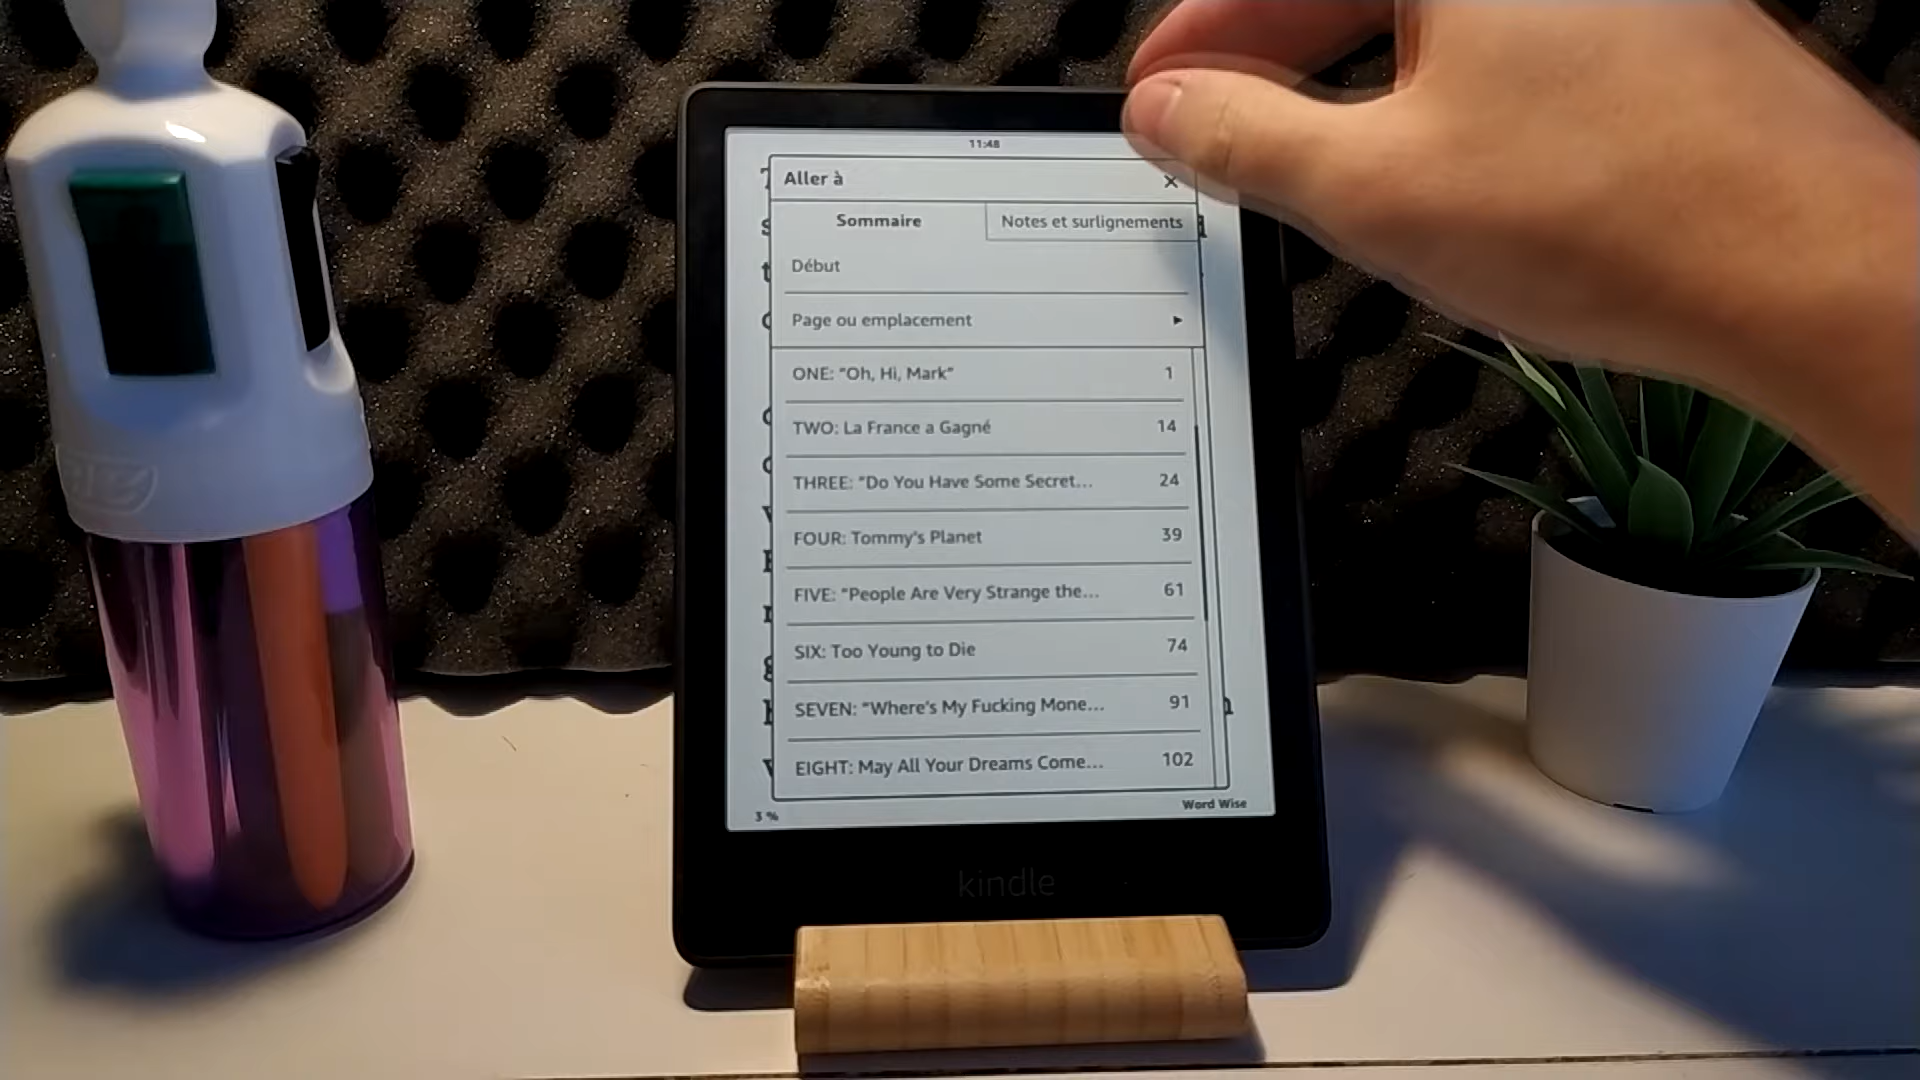 11:48
Aller à
Sommaire
Notes et surlignements
Début
Page ou emplacement
ONE: "Oh, Hi, Mark" 1
TWO: La France a Gagné 14
THREE: "Do You Have Some Secret... 24
FOUR: Tommy's Planet 39
FIVE: "People Are Very Strange the... 61
SIX: Too Young to Die 74
SEVEN: "Where's My Fucking Mone... 91
EIGHT: May All Your Dreams Come... 102
3 %
Word Wise
kindle
BIC